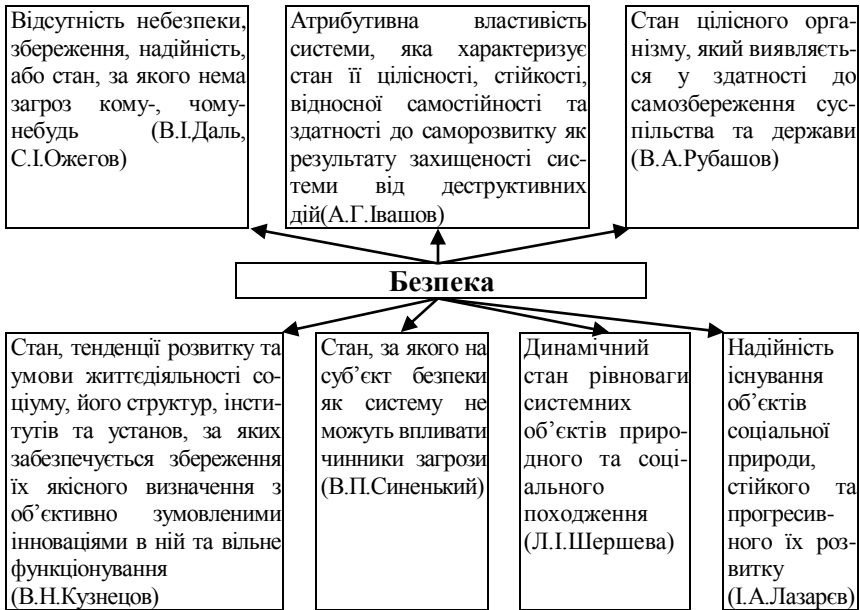 Відсутність небезпеки,
збереження, надійність,
або стан, за якого нема
загроз кому-, чому-
небудь (В.І.Даль,
С.І.Ожегов)
Атрибутивна властивість
системи, яка характеризує
стан її цілісності, стійкості,
відносної самостійності та
здатності до саморозвитку як
результату захищеності сис-
теми від деструктивних
дій(А.Г.Івашов)
Стан цілісного орга-
нізму, який виявляєть-
ся у здатності до
самозбереження сус-
пільства та держави
(В.А.Рубашов)
Безпека
Стан, тенденції розвитку та
умови життєдіяльності со-
ціуму, його структур, інсти-
тутів та установ, за яких
забезпечується збереження
їх якісного визначення з
об’єктивно зумовленими
інноваціями в ній та вільне
функціонування
(В.Н.Кузнецов)
Стан, за якого на
суб’єкт безпеки
як систему не
можуть впливати
чинники загрози
(В.П.Синенький)
Динамічний
стан рівноваги
системних
об’єктів приро-
дного та соці-
ального
походження
(Л.І.Шершева)
Надійність
існування
об’єктів
соціальної
природи,
стійкого та
прогресив-
ного їх роз-
витку
(І.А.Лазарєв)